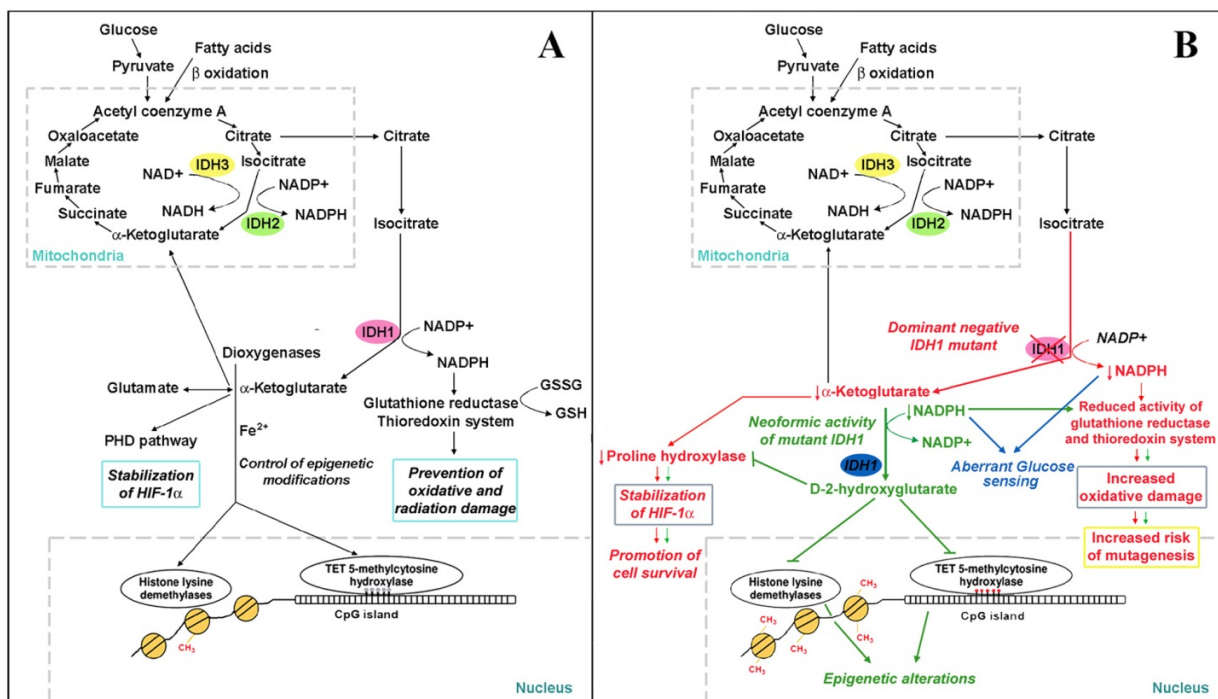 A
Glucose
Pyruvate
Fatty acids
β oxidation
Acetyl coenzyme A
Oxaloacetate
Citrate
Citrate
Malate
IDH3
Isocitrate
NAD+
NADP+
Fumarate
NADH
NADPH
Succinate
IDH2
Isocitrate
α-Ketoglutarate
Mitochondria
IDH1
NADP+
Dioxygenases
NADPH
Glutamate
α-Ketoglutarate
GSSG
Glutathione reductase
Thioredoxin system
GSH
Fe2+
PHD pathway
Control of epigenetic
modifications
Stabilization
of HIF-1α
Prevention of
oxidative and
radiation damage
Histone lysine
demethylases
TET 5-methylcytosine
hydroxylase
CpG island
CH3
Nucleus
B
Glucose
Pyruvate
Fatty acids
β oxidation
Acetyl coenzyme A
Oxaloacetate
Citrate
Citrate
Malate
IDH3
Isocitrate
NAD+
NADP+
Fumarate
NADH
NADPH
Succinate
IDH2
Isocitrate
α-Ketoglutarate
Mitochondria
Dominant negative
IDH1 mutant
IDH1
NADP+
↓NADPH
↓α-Ketoglutarate
Neoformic activity
of mutant IDH1
↓NADPH
NADP+
Reduced activity of
glutathione reductase
and thioredoxin system
↓Proline hydroxylase
IDH1
Aberrant Glucose
sensing
D-2-hydroxyglutarate
Stabilization
of HIF-1α
Increased
oxidative damage
Promotion of
cell survival
Increased risk
of mutagenesis
Histone lysine
demethylases
TET 5-methylcytosine
hydroxylase
CpG island
CH3
CH3
CH3
CH3
CH3
Epigenetic alterations
Nucleus